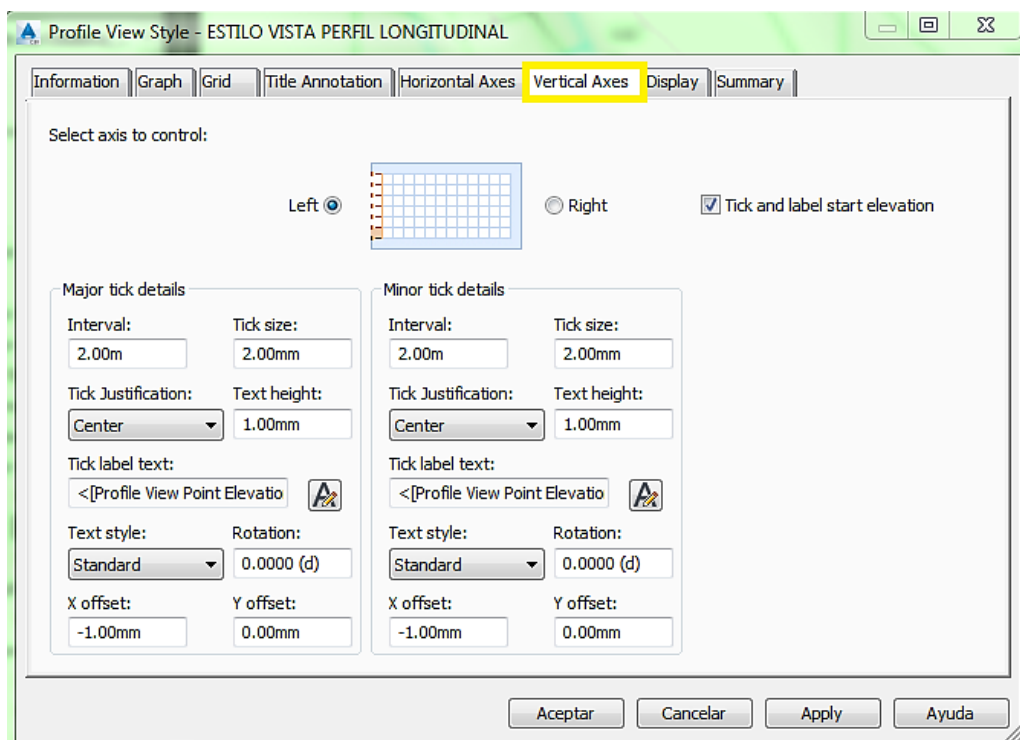 Profile View Style - ESTILO VISTA PERFIL LONGITUDINAL
Information Graph Grid Title Annotation Horizontal Axes Vertical Axes Display Summary
Select axis to control:
Left Right Tick and label start elevation
Major tick details Minor tick details
Interval: Tick size: Interval: Tick size:
2.00m 2.00mm 2.00m 2.00mm
Tick Justification: Text height: Tick Justification: Text height:
Center 1.00mm Center 1.00mm
Tick label text: Tick label text:
<[Profile View Point Elevatio <[Profile View Point Elevatio
Text style: Rotation: Text style: Rotation:
Standard 0.0000 (d) Standard 0.0000 (d)
X offset: Y offset: X offset: Y offset:
-1.00mm 0.00mm -1.00mm 0.00mm
Aceptar Cancelar Apply Ayuda